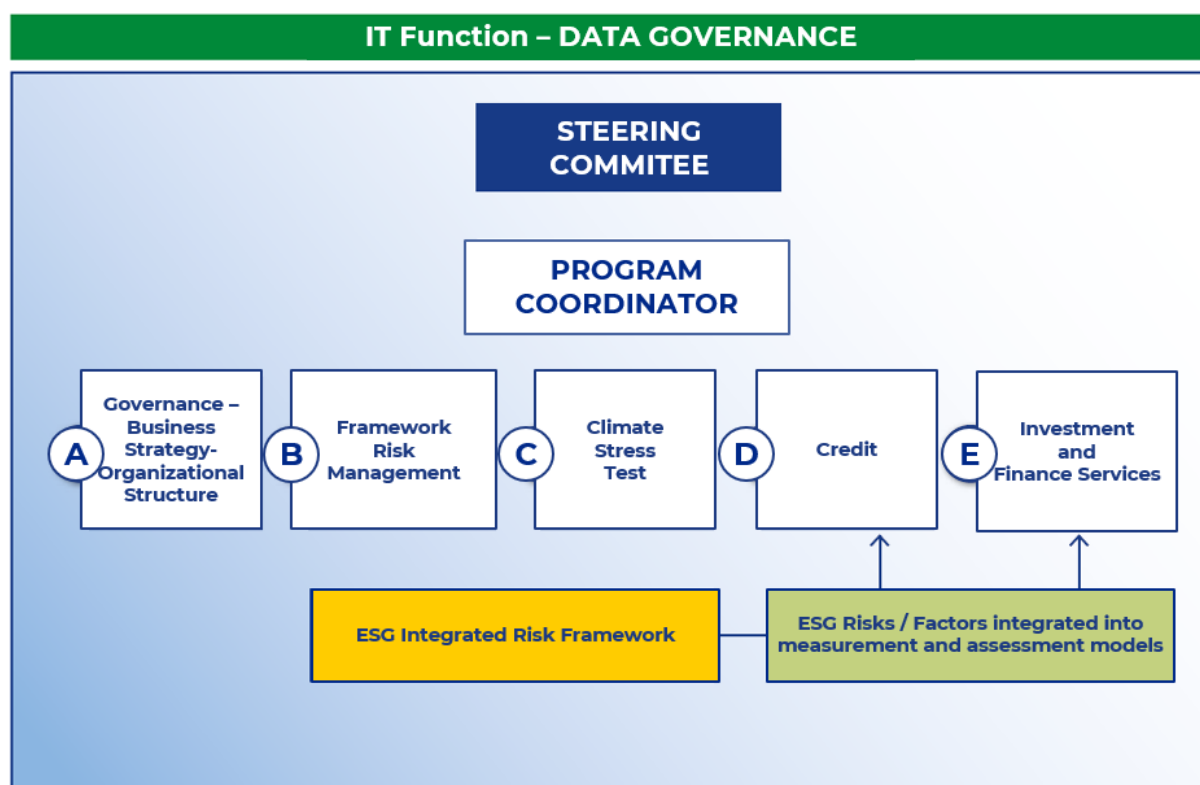 IT Function – DATA GOVERNANCE
STEERING
COMMITEE
PROGRAM
COORDINATOR
A
Governance –
Business
Strategy-
Organizational
Structure
B
Framework
Risk
Management
C
Climate
Stress
Test
D
Credit
E
Investment
and
Finance Services
ESG Integrated Risk Framework
ESG Risks / Factors integrated into
measurement and assessment models